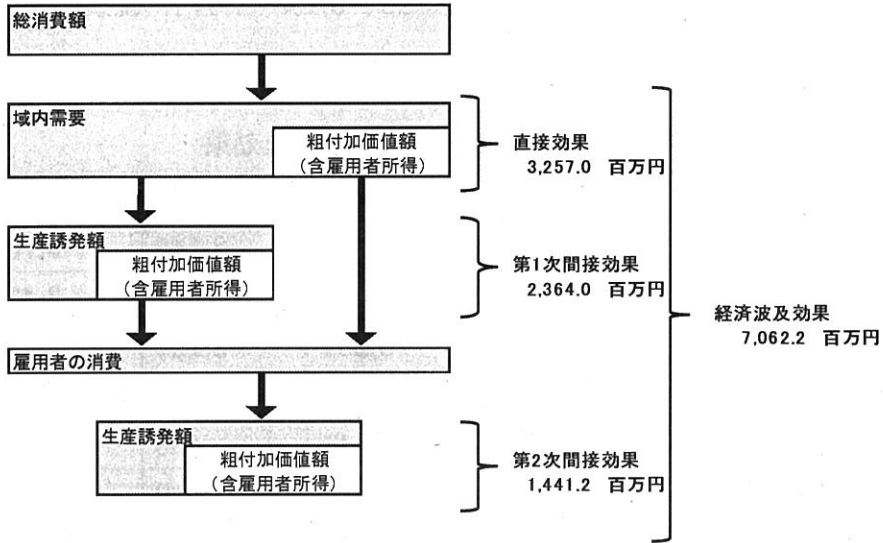 総消費額
域内需要
粗付加価値額
（含雇用者所得）
直接効果
3,257.0 百万円
生産誘発額
粗付加価値額
（含雇用者所得）
第1次間接効果
2,364.0 百万円
経済波及効果
7,062.2 百万円
雇用者の消費
生産誘発額
粗付加価値額
（含雇用者所得）
第2次間接効果
1,441.2 百万円